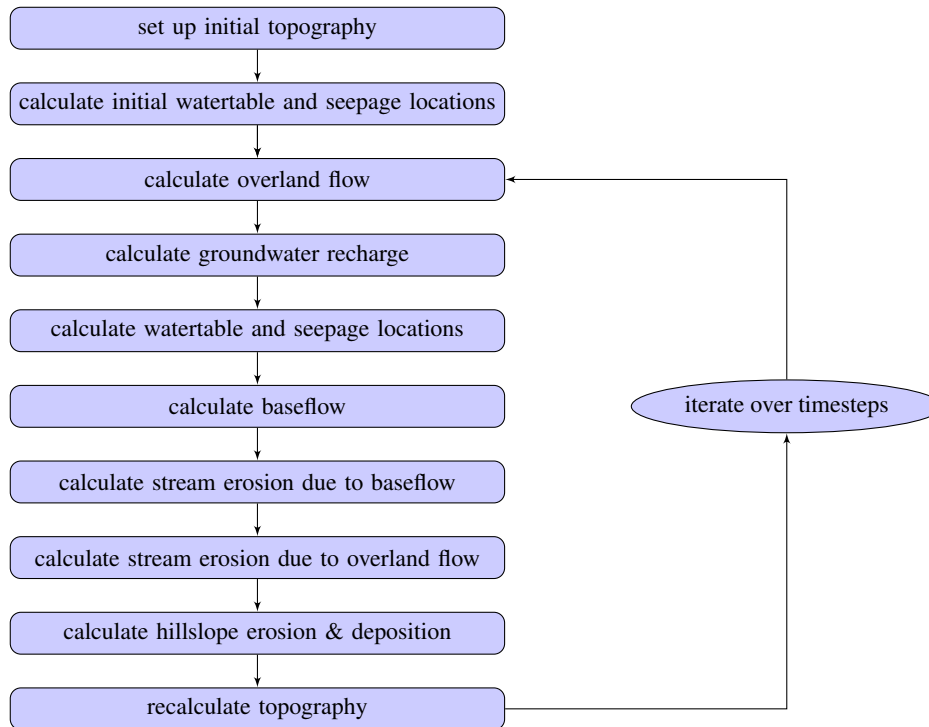 set up initial topography
calculate initial watertable and seepage locations
calculate overland flow
calculate groundwater recharge
calculate watertable and seepage locations
calculate baseflow
iterate over timesteps
calculate stream erosion due to baseflow
calculate stream erosion due to overland flow
calculate hillslope erosion & deposition
recalculate topography